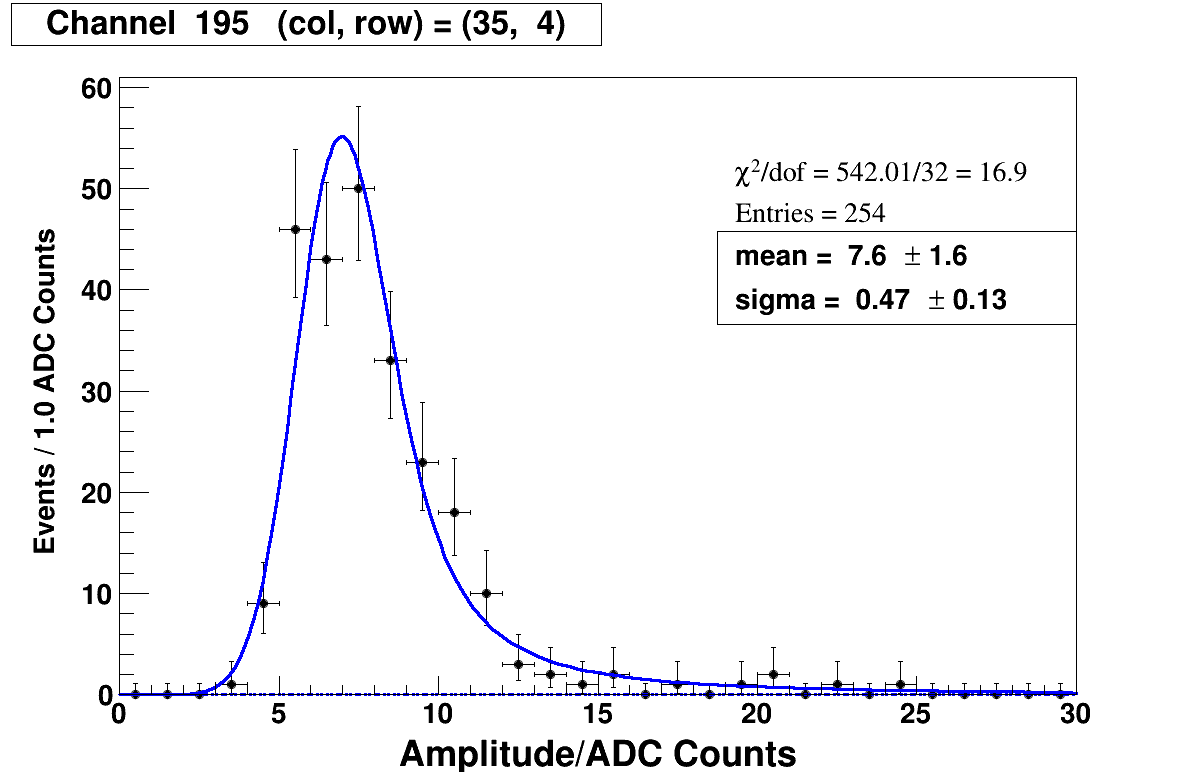 Channel 195 (col, row) = (35, 4)
60
50
40
30
20
10
0
Events / 1.0 ADC Counts
χ²/dof = 542.01/32 = 16.9
Entries = 254
mean = 7.6 ± 1.6
sigma = 0.47 ± 0.13
0 5 10 15 20 25 30
Amplitude/ADC Counts